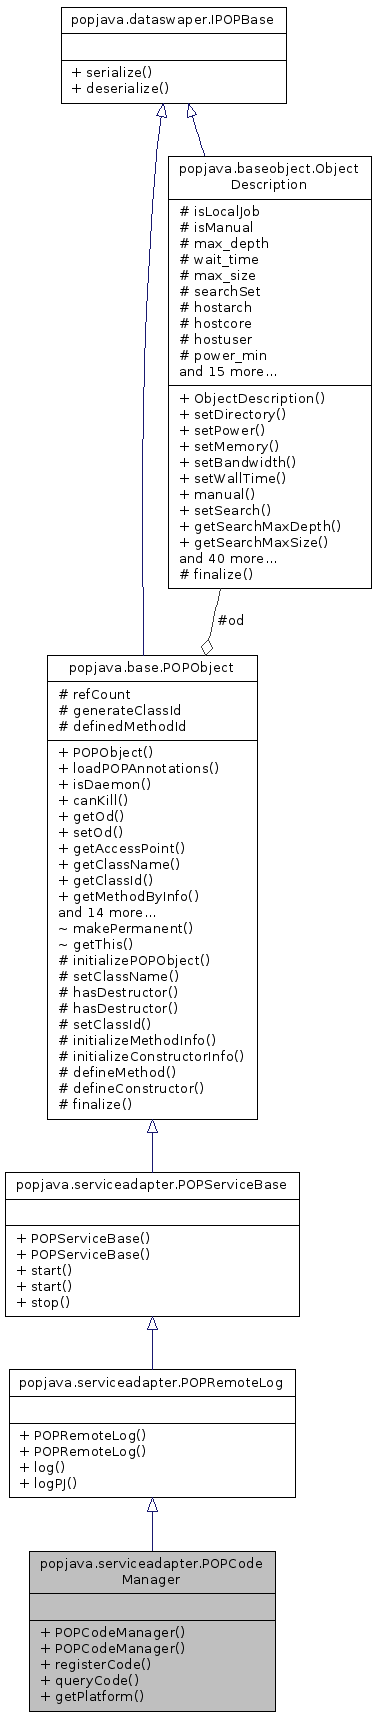 popjava.dataswaper.IPOPBase
+ serialize()
+ deserialize()
popjava.baseobject.Object
Description
# isLocalJob
# isManual
# max_depth
# wait_time
# max_size
# searchSet
# hostarch
# hostcore
# hostuser
# power_min
and 15 more...
+ ObjectDescription()
+ setDirectory()
+ setPower()
+ setMemory()
+ setBandwidth()
+ setWallTime()
+ manual()
+ setSearch()
+ getSearchMaxDepth()
+ getSearchMaxSize()
and 40 more...
# finalize()
#od
popjava.base.POPObject
# refCount
# generateClassId
# definedMethodId
+ POPObject()
+ loadPOPAnnotations()
+ isDaemon()
+ canKill()
+ getOd()
+ setOd()
+ getAccessPoint()
+ getClassName()
+ getClassId()
+ getMethodByInfo()
and 14 more...
~ makePermanent()
~ getThis()
# initializePOPObject()
# setClassName()
# hasDestructor()
# hasDestructor()
# setClassId()
# initializeMethodInfo()
# initializeConstructorInfo()
# defineMethod()
# defineConstructor()
# finalize()
popjava.serviceadapter.POPServiceBase
+ POPServiceBase()
+ POPServiceBase()
+ start()
+ start()
+ stop()
popjava.serviceadapter.POPRemoteLog
+ POPRemoteLog()
+ POPRemoteLog()
+ log()
+ logPJ()
popjava.serviceadapter.POPCode
Manager
+ POPCodeManager()
+ POPCodeManager()
+ registerCode()
+ queryCode()
+ getPlatform()